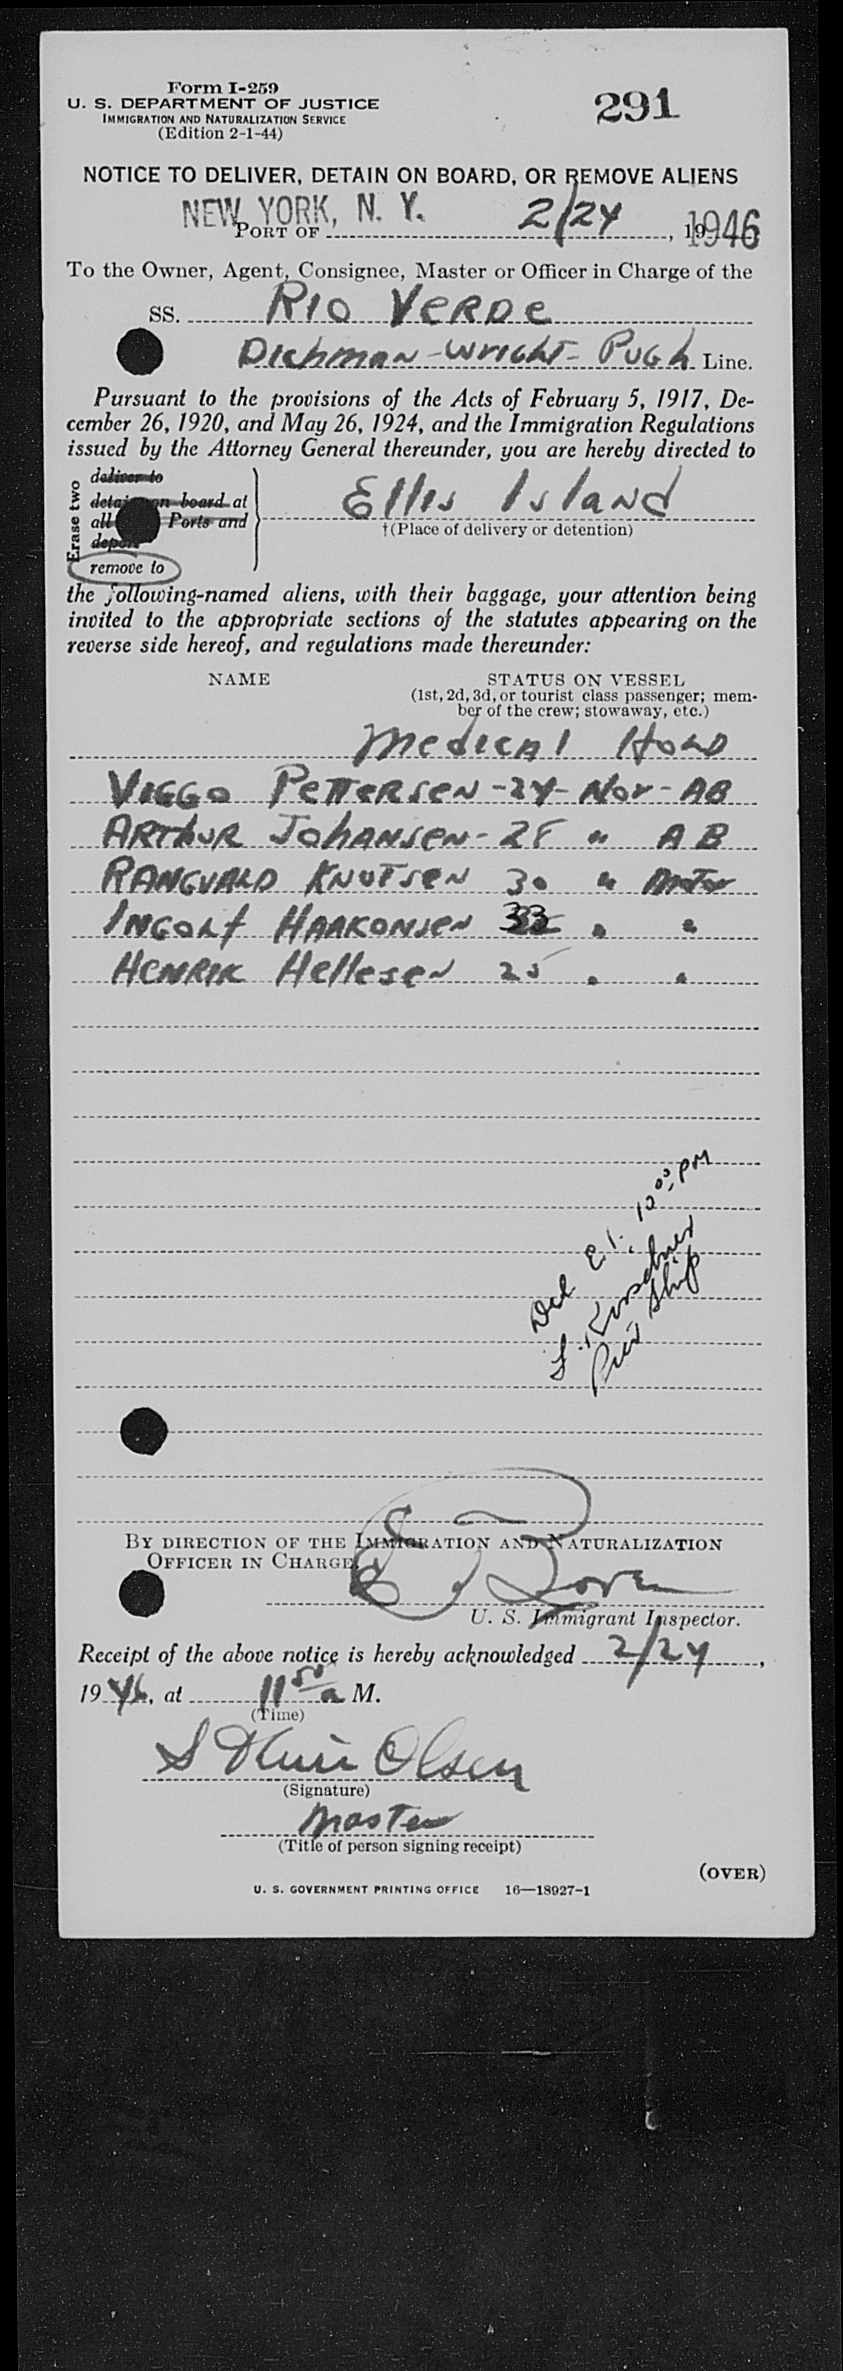 Form I-259
U. S. DEPARTMENT OF JUSTICE
IMMIGRATION AND NATURALIZATION SERVICE
(Edition 2-1-44)
291
NOTICE TO DELIVER, DETAIN ON BOARD, OR REMOVE ALIENS
NEW YORK, N. Y. 2/24
PORT OF , 19 1946
To the Owner, Agent, Consignee, Master or Officer in Charge of the
SS. Rio Verde
Dichman-Wright-Pugh Line.
Pursuant to the provisions of the Acts of February 5, 1917, De-
cember 26, 1920, and May 26, 1924, and the Immigration Regulations
issued by the Attorney General thereunder, you are hereby directed to
Erase two
deliver to
detain on board at
all Ports and
deport
remove to
Ellis Island
†(Place of delivery or detention)
the following-named aliens, with their baggage, your attention being
invited to the appropriate sections of the statutes appearing on the
reverse side hereof, and regulations made thereunder:
NAME STATUS ON VESSEL
(1st, 2d, 3d, or tourist class passenger; mem-
ber of the crew; stowaway, etc.)
Medical Hold
Viggo Pettersen - 24 - Nor - AB
Arthur Johansen - 28 " AB
Rangvald Knutsen 30 " Motor
Ingolf Haakonsen 33 " "
Henrik Hellesen 25 " "
Del E I. 12 00 PM
Pier Ship
BY DIRECTION OF THE IMMIGRATION AND NATURALIZATION
OFFICER IN CHARGE.
U. S. Immigrant Inspector.
Receipt of the above notice is hereby acknowledged 2/24,
1946, at 11 50 a M.
(Time)
Olsen
(Signature)
Master
(Title of person signing receipt)
(OVER)
U. S. GOVERNMENT PRINTING OFFICE 16—18927-1